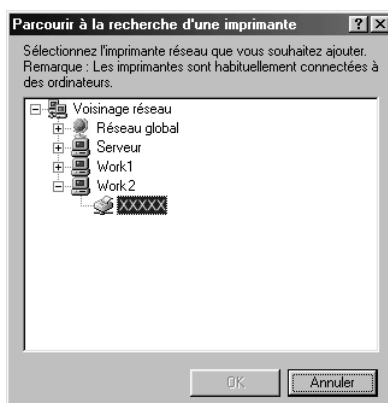 Parcourir à la recherche d'une imprimante
Sélectionnez l'imprimante réseau que vous souhaitez ajouter.
Remarque : Les imprimantes sont habituellement connectées à
des ordinateurs.
Voisinage réseau
Réseau global
Serveur
Work1
Work2
XXXXX
OK
Annuler